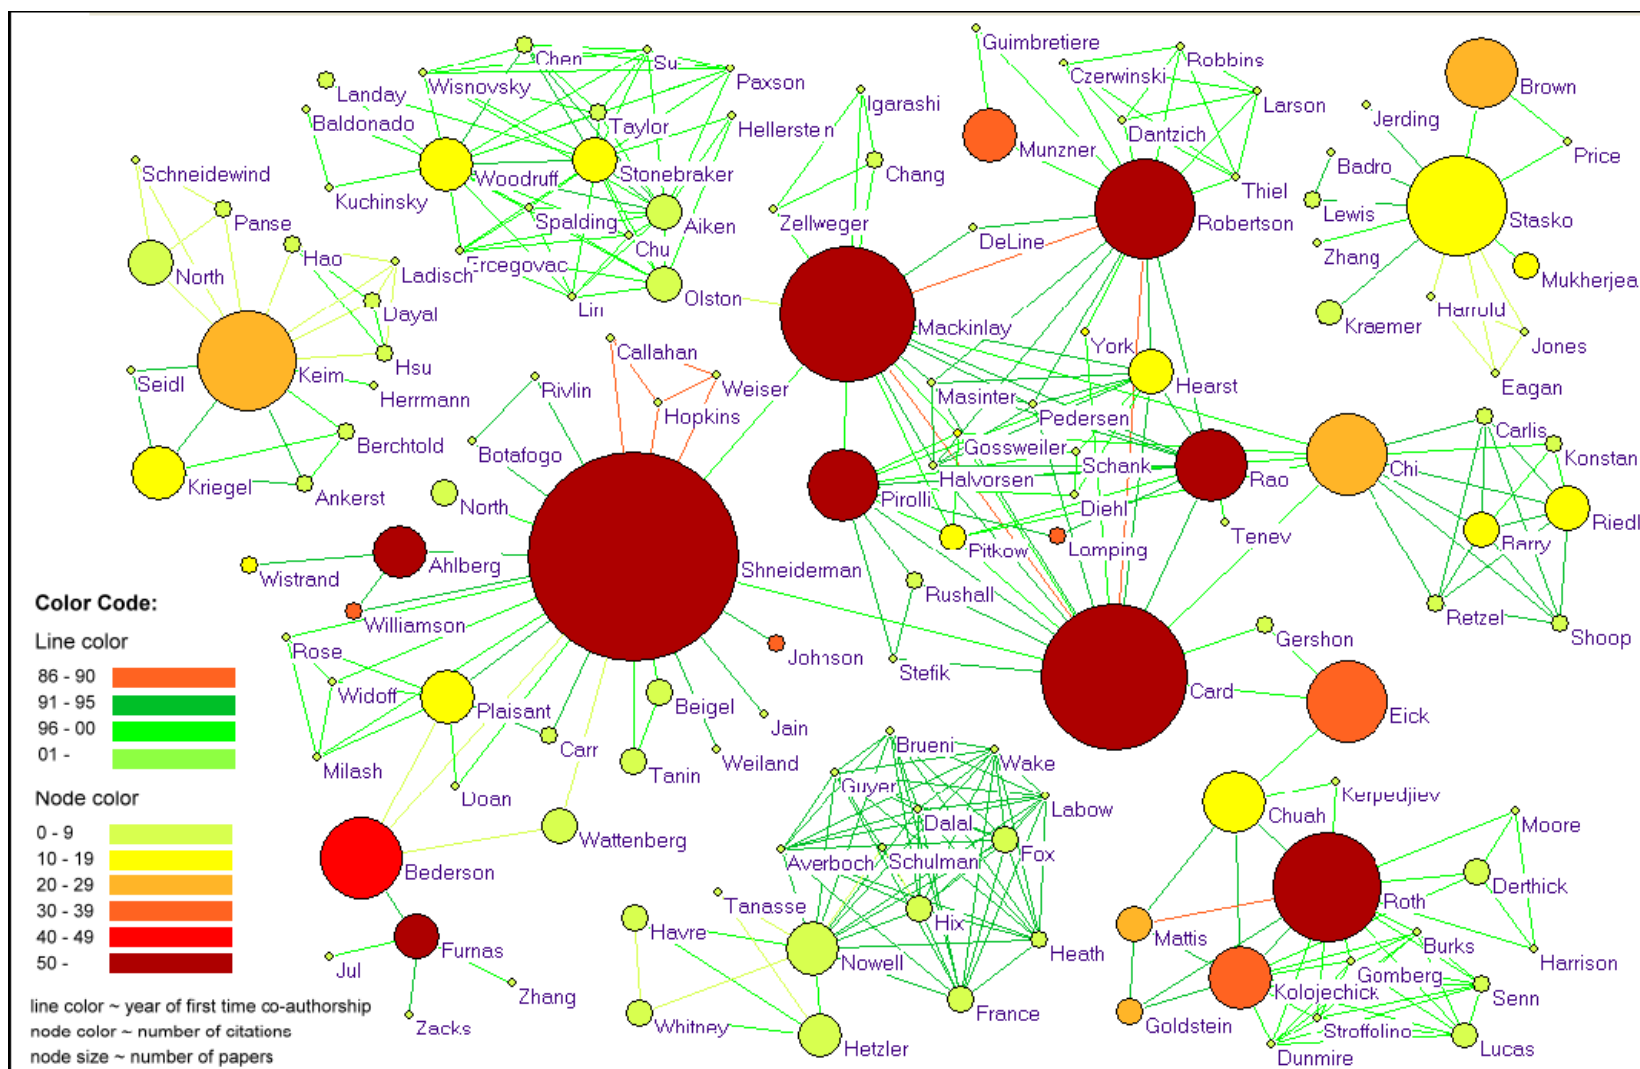 Guimbretiere
Robbins
Chen
Su
Czerwinski
Brown
Wisnovsky
Paxson
Landay
Igarashi
Larson
Baldonado
Taylor
Hellersten
Dantzich
Jerding
Munzner
Price
Schneidewind
Woodruff
Stonebraker
Chang
Badro
Kuchinsky
Thiel
Panse
Spalding
Aiken
Zellweger
Robertson
Lewis
Stasko
Hao
Chu
DeLine
Zhang
North
Ladisch
Ercegovac
Mukherjea
Dayal
Lin
Olston
Harrold
Mackinlay
Kraemer
York
Jones
Callahan
Hsu
Keim
Seidl
Weiser
Hearst
Eagan
Herrmann
Rivlin
Masinter
Hopkins
Pedersen
Carlis
Berchtold
Gossweiler
Botafogo
Schank
Chi
Konstan
Kriegel
Ankerst
Pirolli
Halvorsen
Rao
North
Diehl
Riedl
Tenev
Pitkow
Lamping
Barry
Wistrand
Ahlberg
Shneiderman
Rushall
Color Code:
Retzel
Williamson
Shoop
Line color
Gershon
Rose
Johnson
Stefik
86 - 90
Widoff
Card
91 - 95
Plaisant
Beigel
Eick
96 - 00
Jain
01 -
Carr
Brueni
Wake
Milash
Tanin
Weiland
Doan
Guyer
Node color
Kerpedjiev
Labow
Chuah
Moore
0 - 9
Wattenberg
Dalal
Fox
10 - 19
Averboch
Schulman
Bederson
Derthick
20 - 29
Tanasse
Roth
30 - 39
Hix
Havre
Mattis
40 - 49
Furnas
Heath
Burks
Harrison
50 -
Jul
Nowell
Gomberg
Zhang
Kolojechick
Senn
line color ~ year of first time co-authorship
France
Goldstein
Zacks
Whitney
Stroffolino
node color ~ number of citations
Hetzler
Lucas
Dunmire
node size ~ number of papers